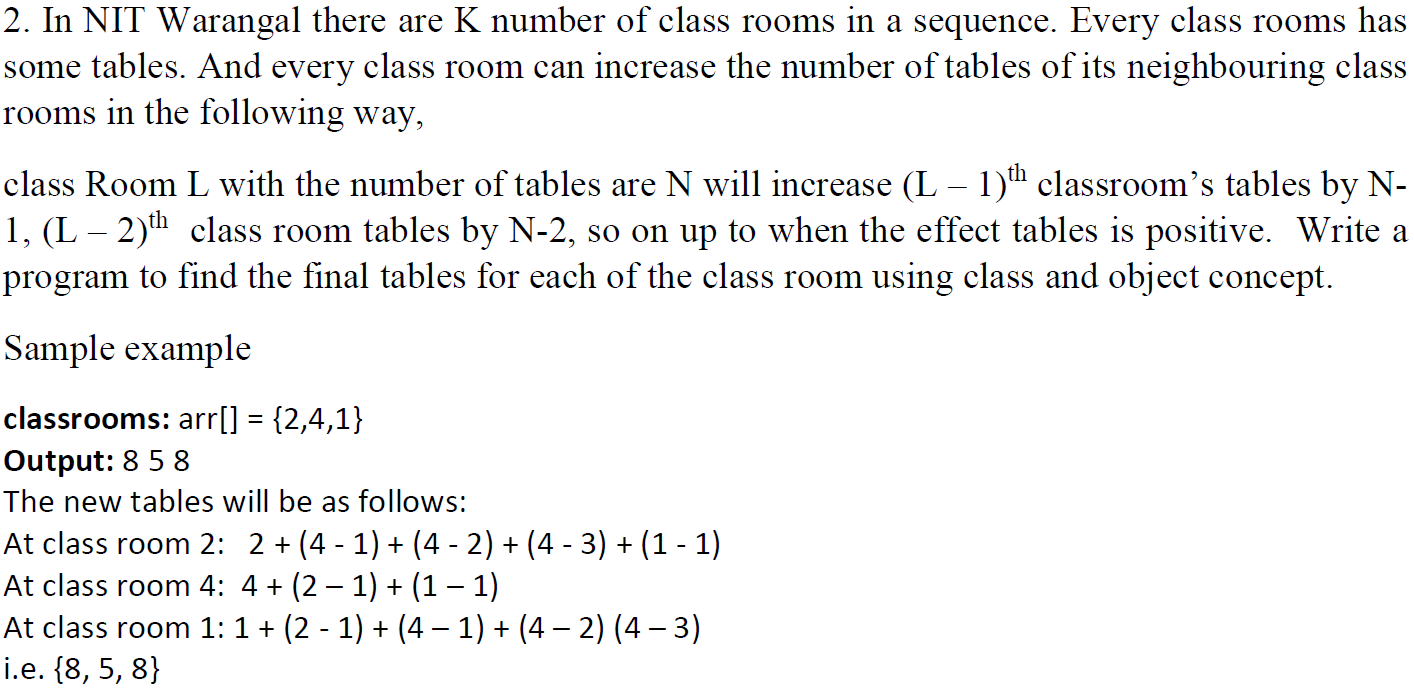 2. In NIT Warangal there are K number of class rooms in a sequence. Every class rooms has
some tables. And every class room can increase the number of tables of its neighbouring class
rooms in the following way,
class Room L with the number of tables are N will increase (L – 1)th classroom’s tables by N-
1, (L – 2)th class room tables by N-2, so on up to when the effect tables is positive. Write a
program to find the final tables for each of the class room using class and object concept.
Sample example
classrooms: arr[] = {2,4,1}
Output: 8 5 8
The new tables will be as follows:
At class room 2: 2 + (4 - 1) + (4 - 2) + (4 - 3) + (1 - 1)
At class room 4: 4 + (2 – 1) + (1 – 1)
At class room 1: 1 + (2 - 1) + (4 – 1) + (4 – 2) (4 – 3)
i.e. {8, 5, 8}